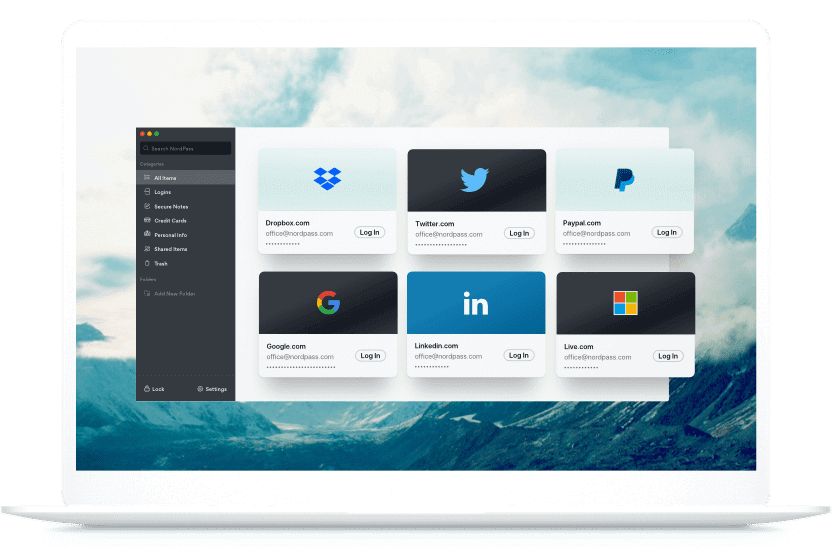 Search NordPass
Categories
All Items
Logins
Secure Notes
Credit Cards
Personal Info
Shared Items
Trash
Folders
Add New Folder
Lock
Settings
Dropbox.com
office@nordpass.com
Log In
••••••••••••
Twitter.com
office@nordpass.com
Log In
••••••••••••••••••
Paypal.com
office@nordpass.com
Log In
•••••••••••••••
Google.com
office@nordpass.com
Log In
••••••••••••••••••••••••
in
Linkedin.com
office@nordpass.com
Log In
••••••••••••
Live.com
office@nordpass.com
Log In
••••••••••••